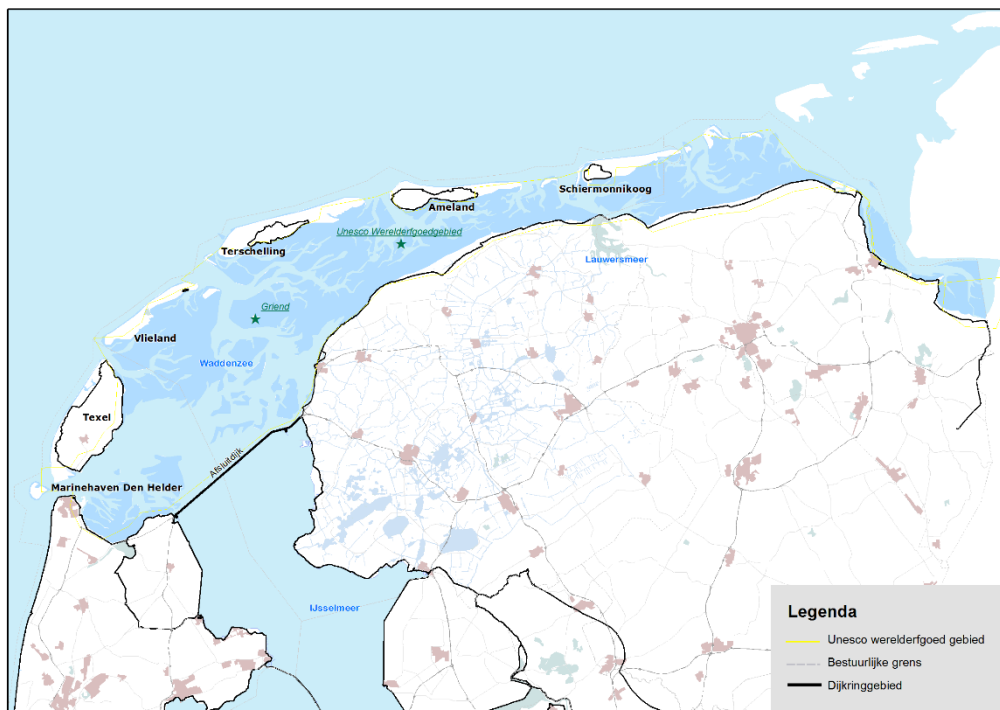 Schiermonnikoog
Ameland
Unesco Werelderfgoedgebied
Terschelling
Lauwersmeer
Griend
Vlieland
Waddenzee
Texel
Afsluitdijk
Marinehaven Den Helder
IJsselmeer
Legenda
Unesco werelderfgoed gebied
Bestuurlijke grens
Dijkringgebied